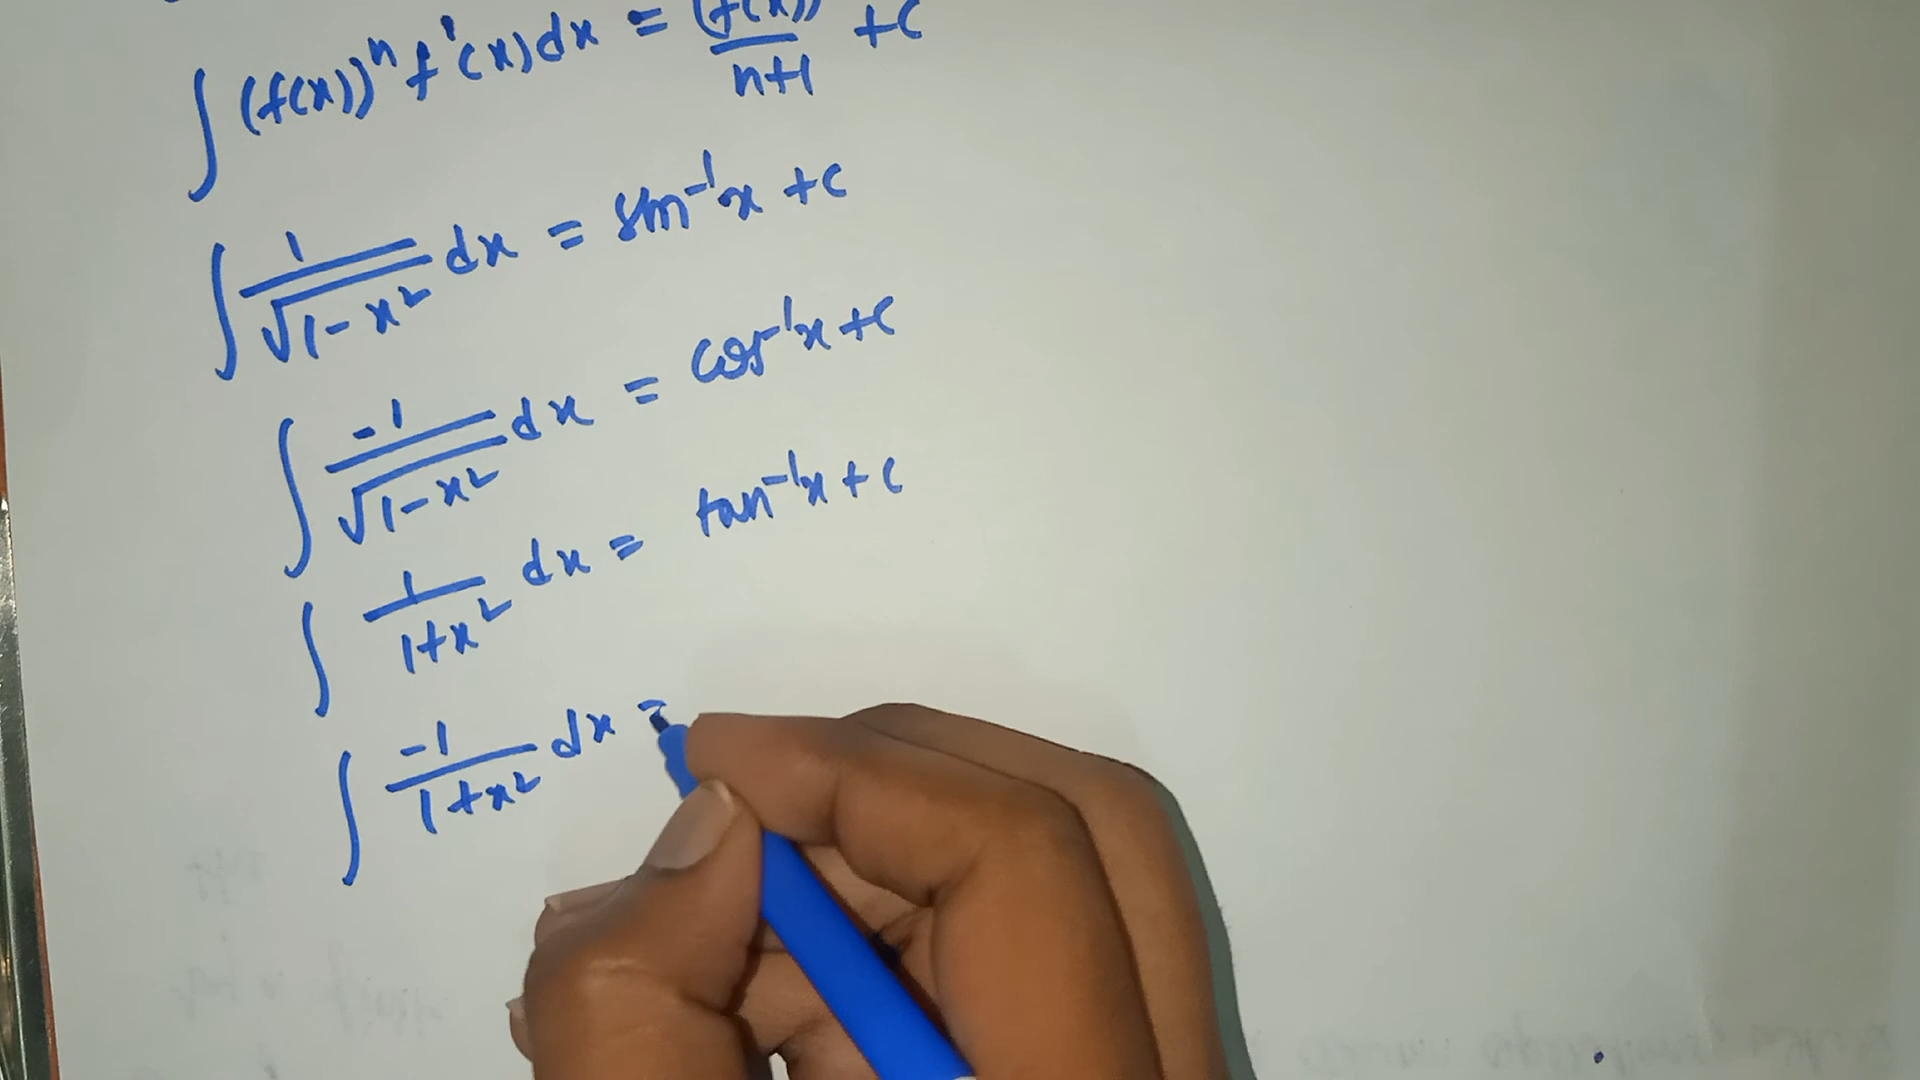 ∫ (f(x))ⁿ f'(x) dx = (f(x)) / n+1 + c
∫ 1/√(1-x²) dx = sin⁻¹x + c
∫ -1/√(1-x²) dx = cos⁻¹x + c
∫ 1/(1+x²) dx = tan⁻¹x + c
∫ -1/(1+x²) dx =